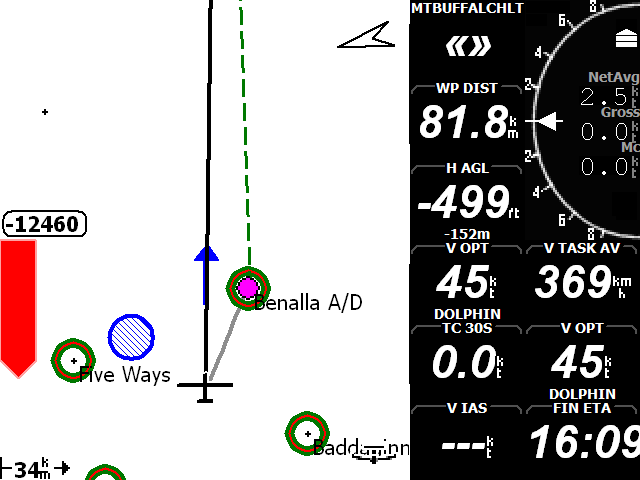 MTBUFFALCHLT
NetAvg
2.5 kt
WP DIST
81.8 km
Gross
0.0 kt
Mc
0.0 kt
H AGL
-499 ft
-152m
-12460
V OPT
45 kt
DOLPHIN
V TASK AV
369 km h
Benalla A/D
Five Ways
TC 30S
0.0 kt
V OPT
45 kt
DOLPHIN
V IAS
--- kt
FIN ETA
16:09
34 km
8
6
4
2
2
4
6
8